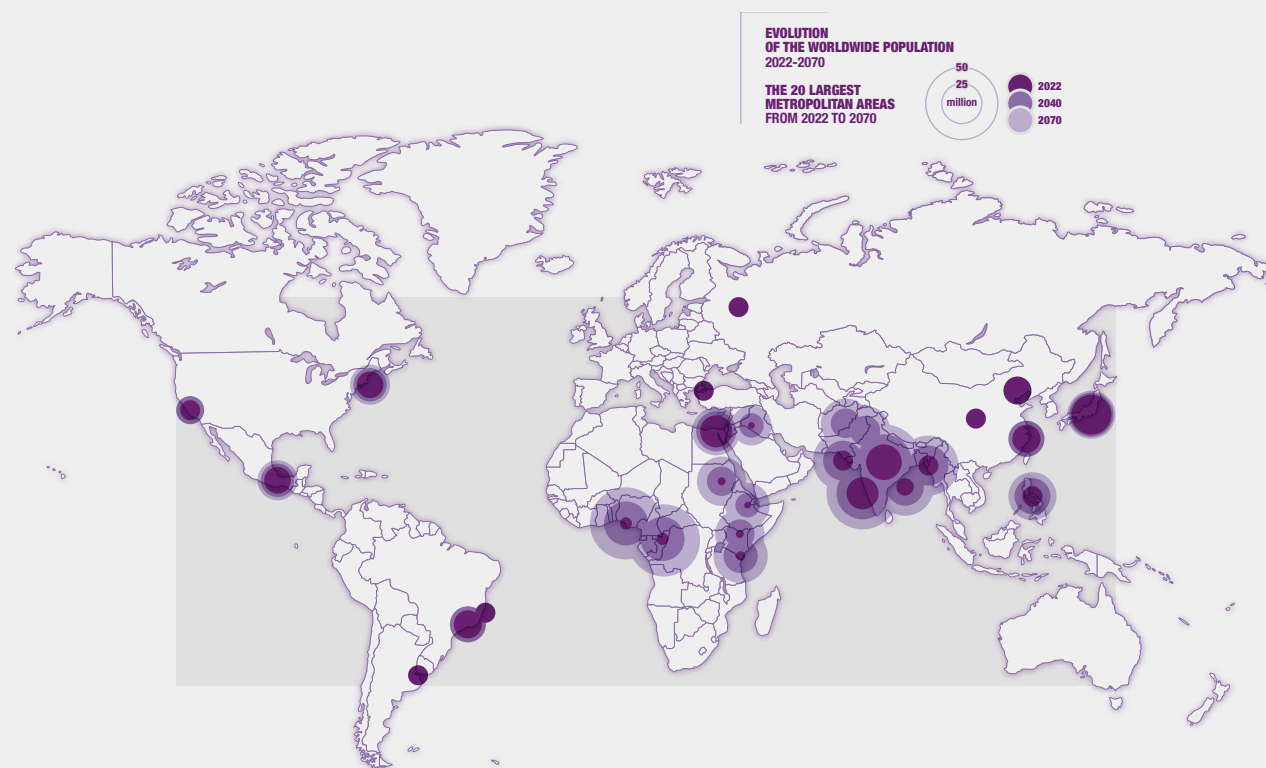 EVOLUTION
OF THE WORLDWIDE POPULATION
2022-2070
THE 20 LARGEST
METROPOLITAN AREAS
FROM 2022 TO 2070
50
25
million
2022
2040
2070